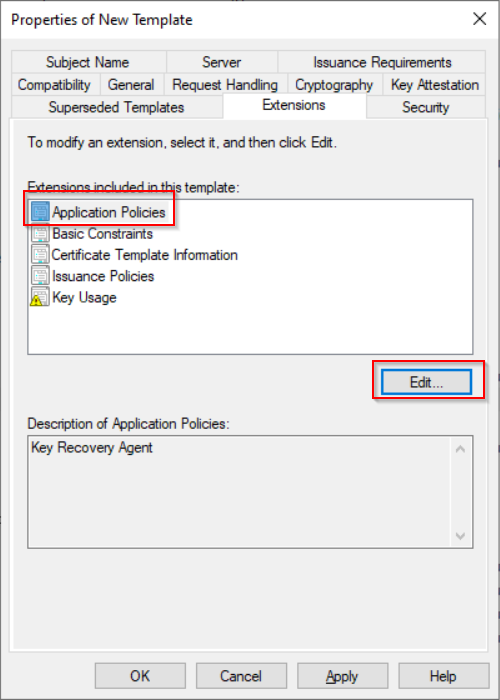 Properties of New Template
Subject Name Server Issuance Requirements
Compatibility General Request Handling Cryptography Key Attestation
Superseded Templates Extensions Security
To modify an extension, select it, and then click Edit.
Extensions included in this template:
Application Policies
Basic Constraints
Certificate Template Information
Issuance Policies
Key Usage
Edit...
Description of Application Policies:
Key Recovery Agent
OK Cancel Apply Help